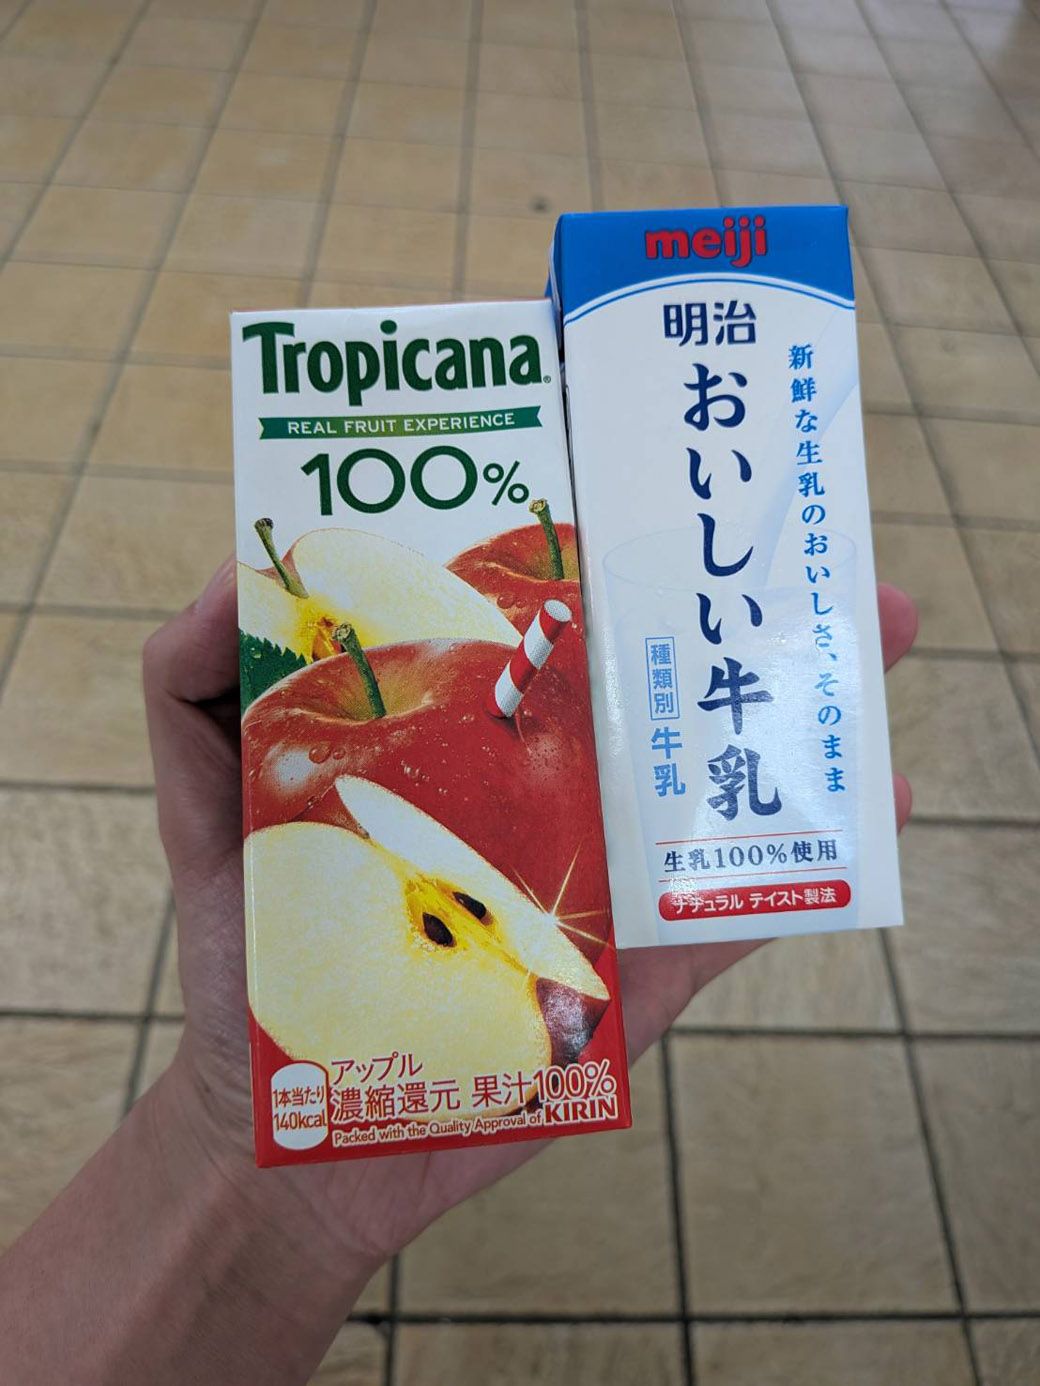 Tropicana®
REAL FRUIT EXPERIENCE
100%
1本当たり
140kcal
アップル
濃縮還元 果汁100%
Packed with the Quality Approval of KIRIN
meiji
明治
おいしい牛乳
新鮮な生乳のおいしさ、そのまま
種類別
牛乳
生乳100%使用
ナチュラル テイスト製法